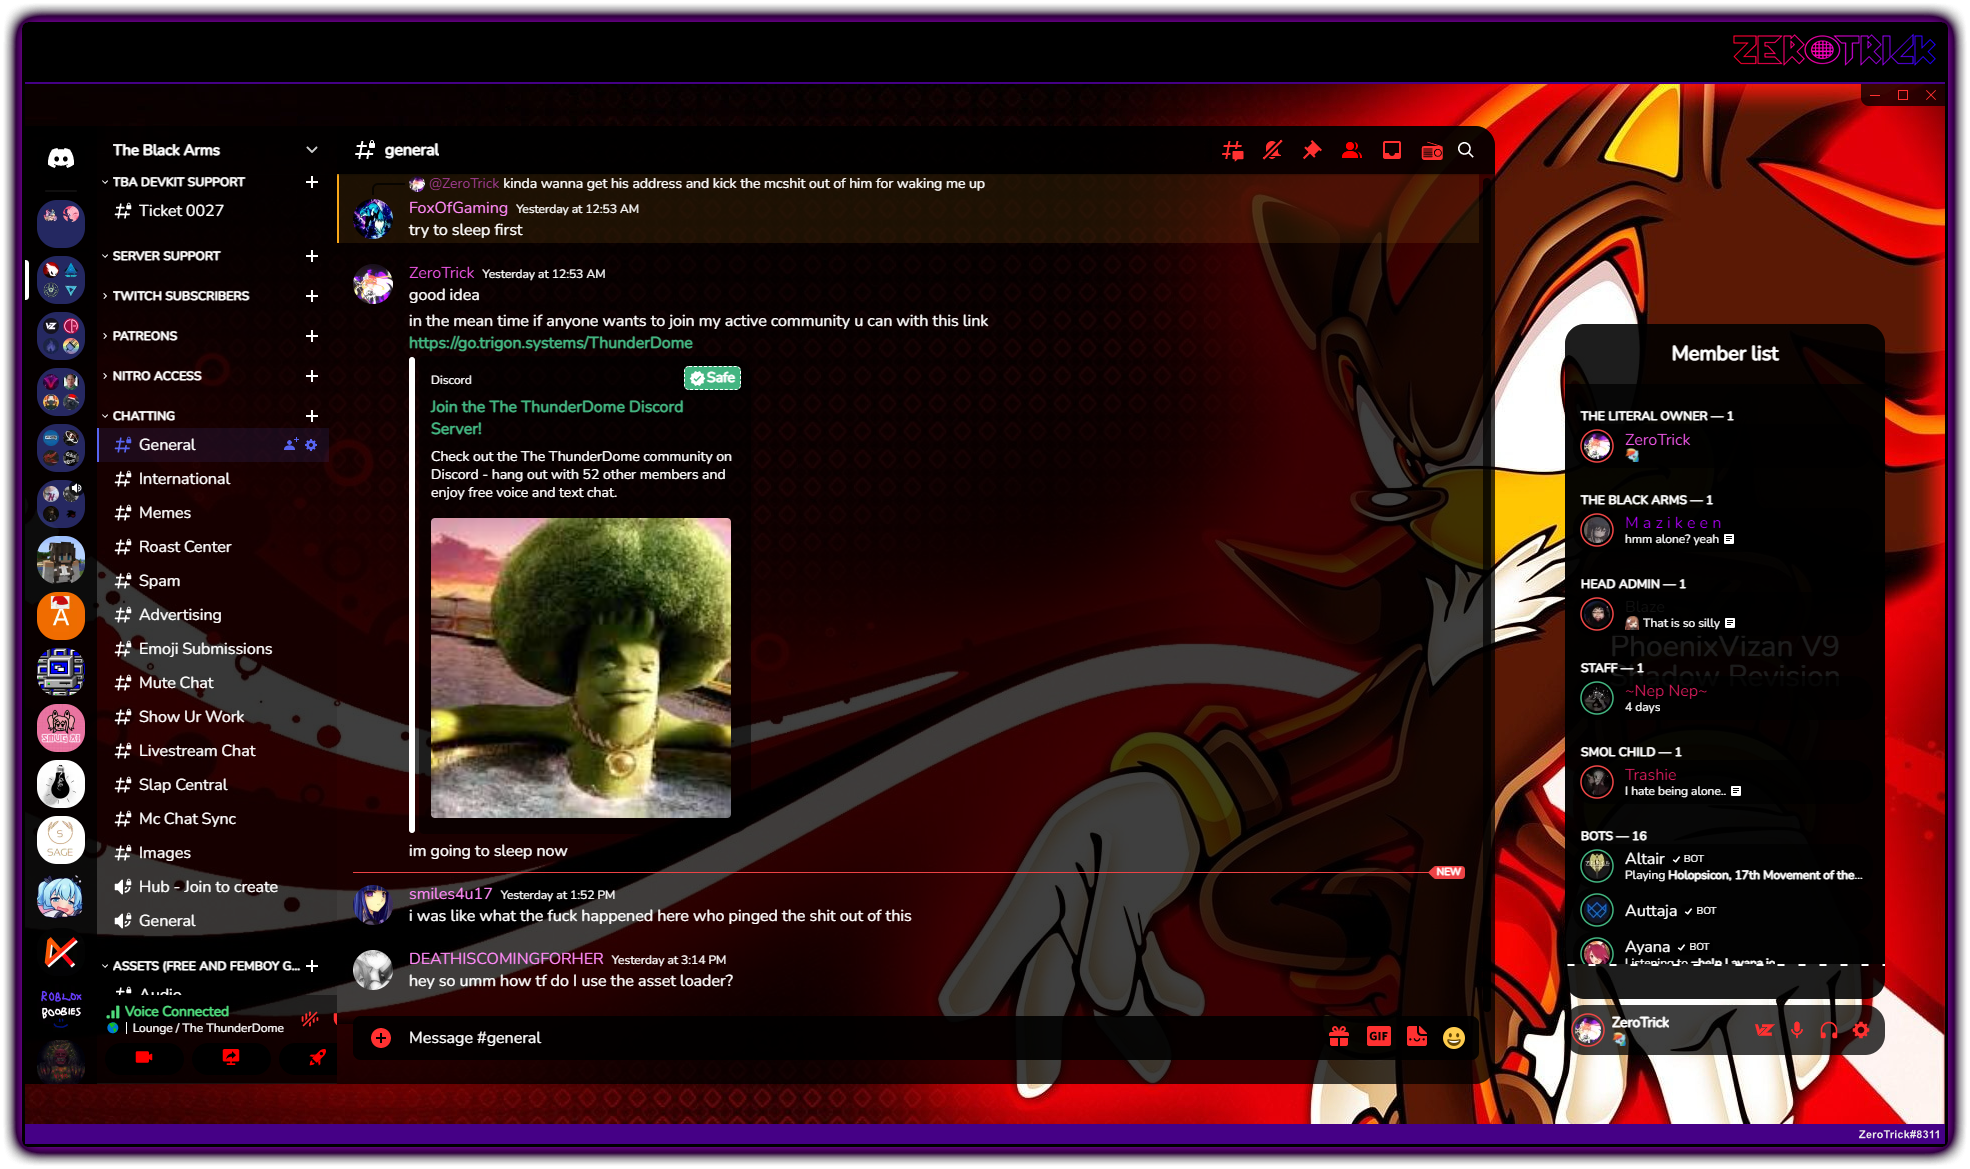 ZEROTRICK
The Black Arms
TBA DEVKIT SUPPORT
Ticket 0027
SERVER SUPPORT
TWITCH SUBSCRIBERS
PATREONS
NITRO ACCESS
CHATTING
General
International
Memes
Roast Center
Spam
Advertising
Emoji Submissions
Mute Chat
Show Ur Work
Livestream Chat
Slap Central
Mc Chat Sync
Images
Hub - Join to create
General
ASSETS (FREE AND FEMBOY G...
Audio
Voice Connected
| Lounge / The ThunderDome
SAGE
ROBLOX
BOOBIES
general
@ZeroTrick kinda wanna get his address and kick the mcshit out of him for waking me up
FoxOfGaming Yesterday at 12:53 AM
try to sleep first
ZeroTrick Yesterday at 12:53 AM
good idea
in the mean time if anyone wants to join my active community u can with this link
https://go.trigon.systems/ThunderDome
Discord
Safe
Join the The ThunderDome Discord
Server!
Check out the The ThunderDome community on
Discord - hang out with 52 other members and
enjoy free voice and text chat.
im going to sleep now
NEW
smiles4u17 Yesterday at 1:52 PM
i was like what the fuck happened here who pinged the shit out of this
DEATHISCOMINGFORHER Yesterday at 3:14 PM
hey so umm how tf do I use the asset loader?
Message #general
GIF
Member list
THE LITERAL OWNER — 1
ZeroTrick
THE BLACK ARMS — 1
Mazikeen
hmm alone? yeah
HEAD ADMIN — 1
Blaze
That is so silly
PhoenixVizan V9
Shadow Revision
STAFF — 1
~Nep Nep~
4 days
SMOL CHILD — 1
Trashie
I hate being alone..
BOTS — 16
Altair BOT
Playing Holopsicon, 17th Movement of the...
Auttaja BOT
Ayana BOT
Listening to =help | ayana.io
ZeroTrick
ZeroTrick#8311